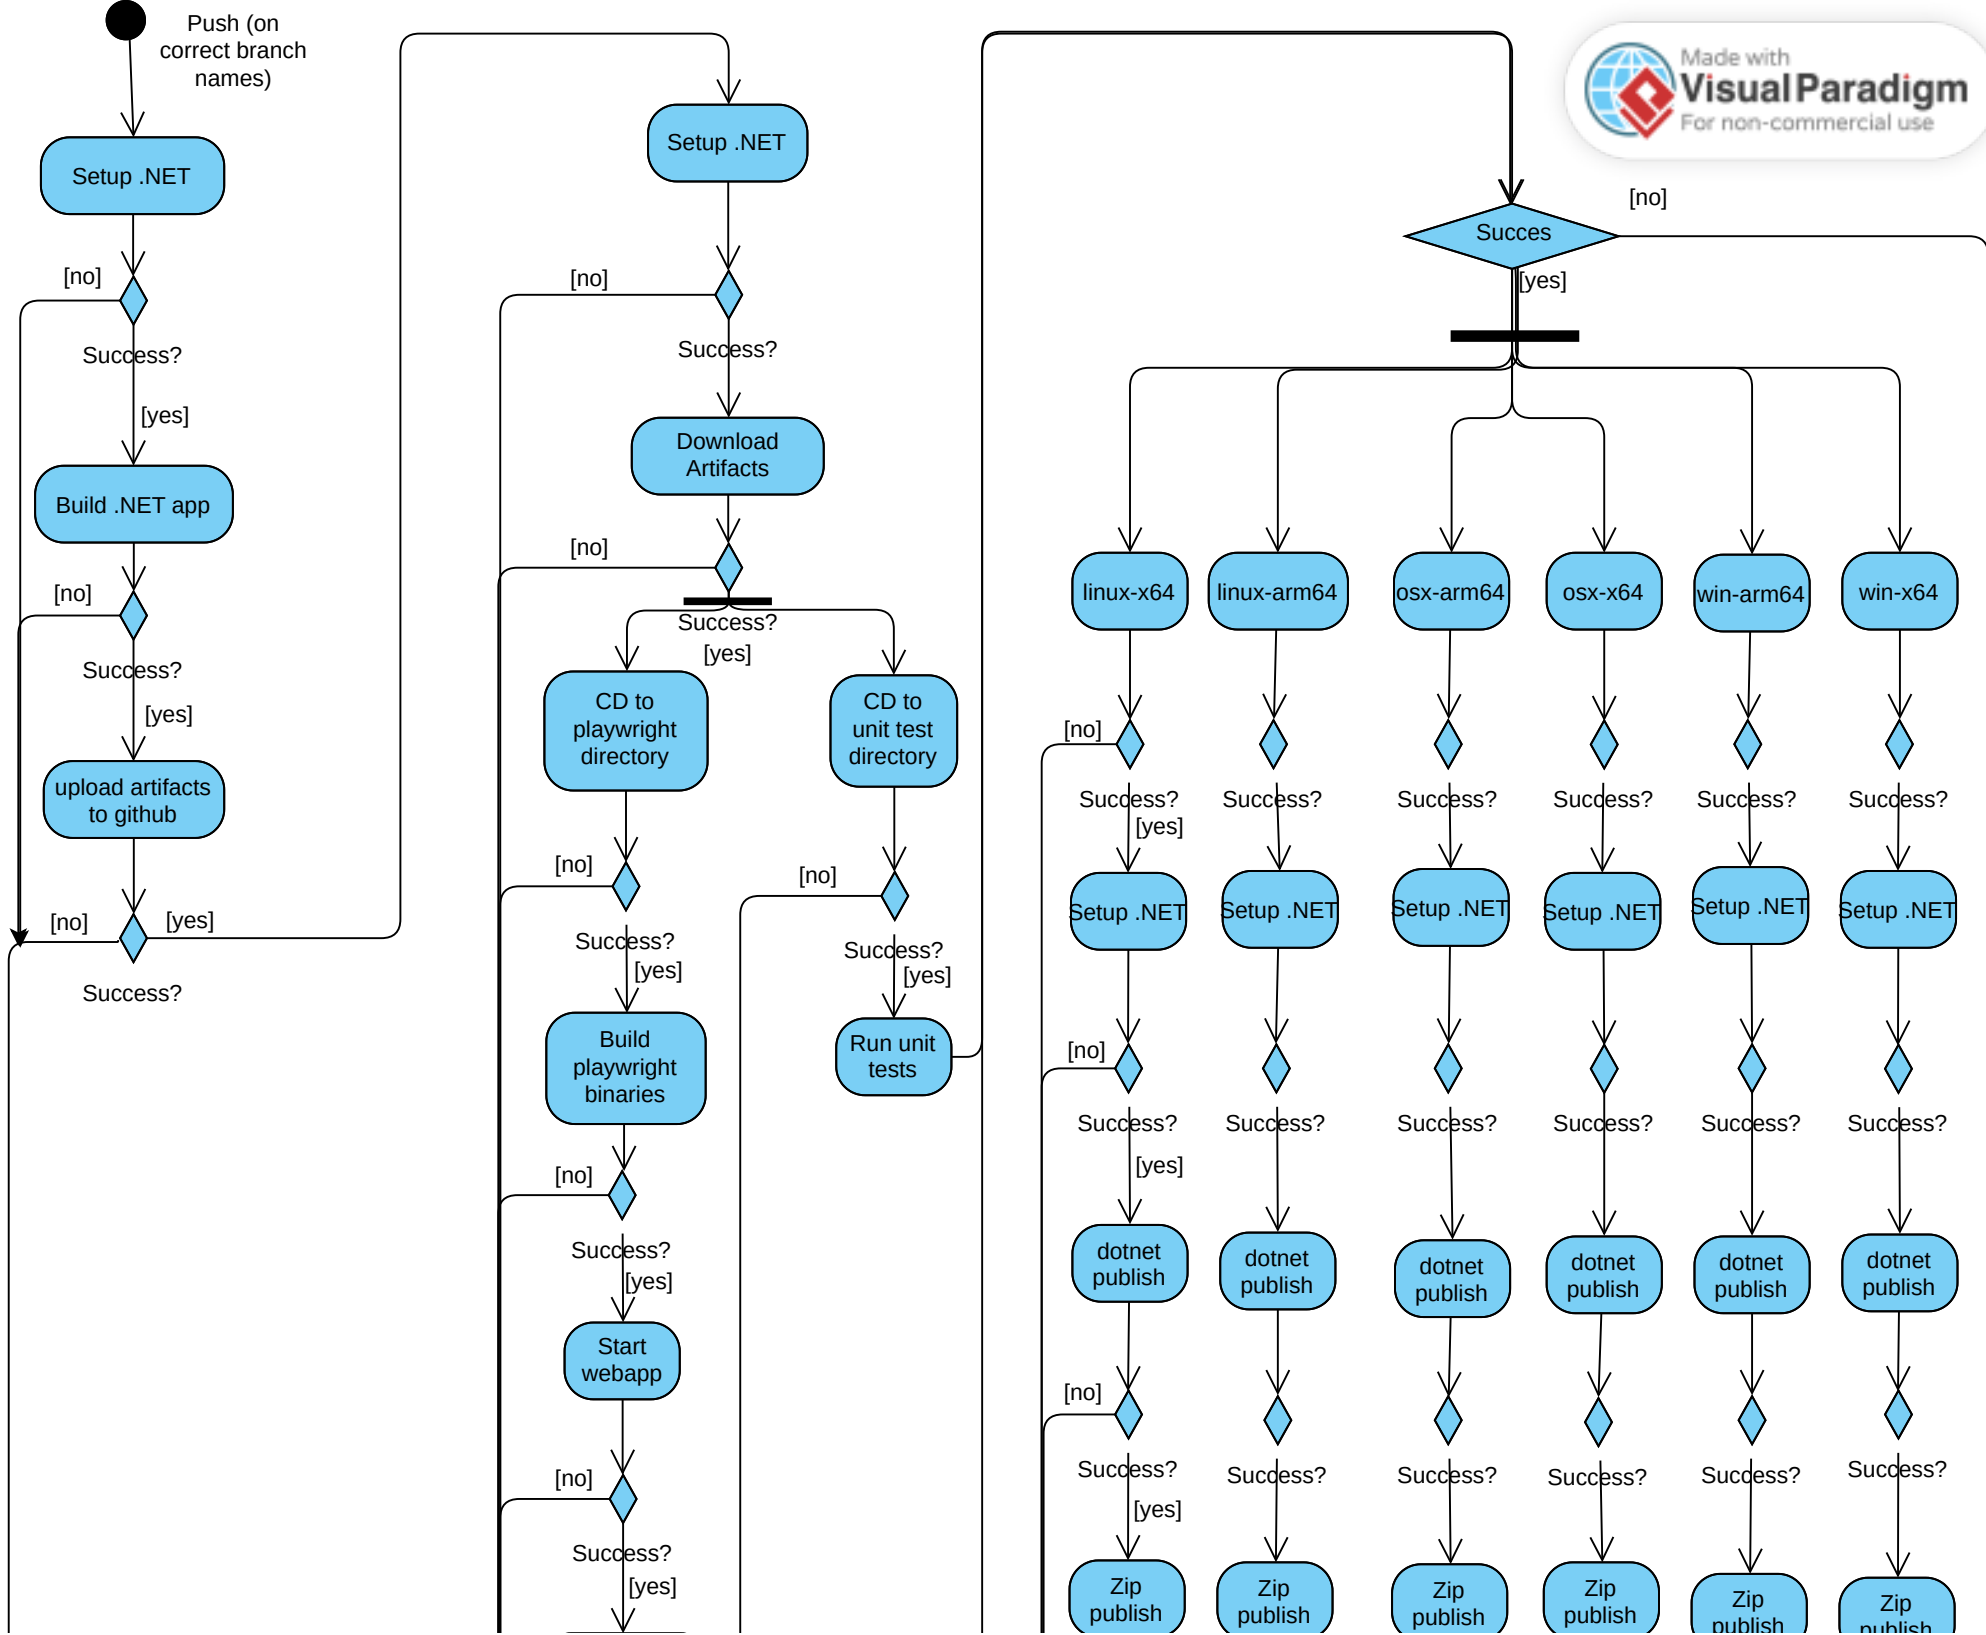 Push (on
correct branch
names)
Setup .NET
[no]
Success?
[yes]
Build .NET app
[no]
Success?
[yes]
upload artifacts
to github
[no]
[yes]
Success?
Setup .NET
[no]
Success?
Download
Artifacts
[no]
Success?
[yes]
CD to
playwright
directory
[no]
Success?
[yes]
Build
playwright
binaries
[no]
Success?
[yes]
Start
webapp
[no]
Success?
[yes]
CD to
unit test
directory
[no]
Success?
[yes]
Run unit
tests
Made with
Visual Paradigm
For non-commercial use
Succes
[no]
[yes]
linux-x64
linux-arm64
osx-arm64
osx-x64
win-arm64
win-x64
[no]
Success?
Success?
Success?
Success?
Success?
Success?
[yes]
Setup .NET
Setup .NET
Setup .NET
Setup .NET
Setup .NET
Setup .NET
[no]
Success?
Success?
Success?
Success?
Success?
Success?
[yes]
dotnet
publish
dotnet
publish
dotnet
publish
dotnet
publish
dotnet
publish
dotnet
publish
[no]
Success?
Success?
Success?
Success?
Success?
Success?
[yes]
Zip
publish
Zip
publish
Zip
publish
Zip
publish
Zip
publish
Zip
publish